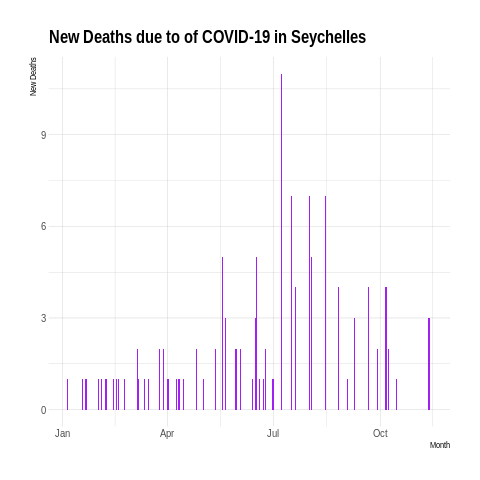 New Deaths due to of COVID-19 in Seychelles
New Deaths
9
6
3
0
Jan Apr Jul Oct
Month